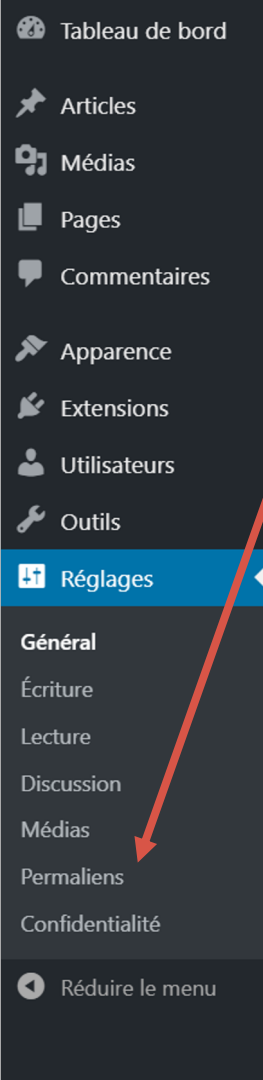 Tableau de bord
Articles
Médias
Pages
Commentaires
Apparence
Extensions
Utilisateurs
Outils
Réglages
Général
Écriture
Lecture
Discussion
Médias
Permaliens
Confidentialité
Réduire le menu